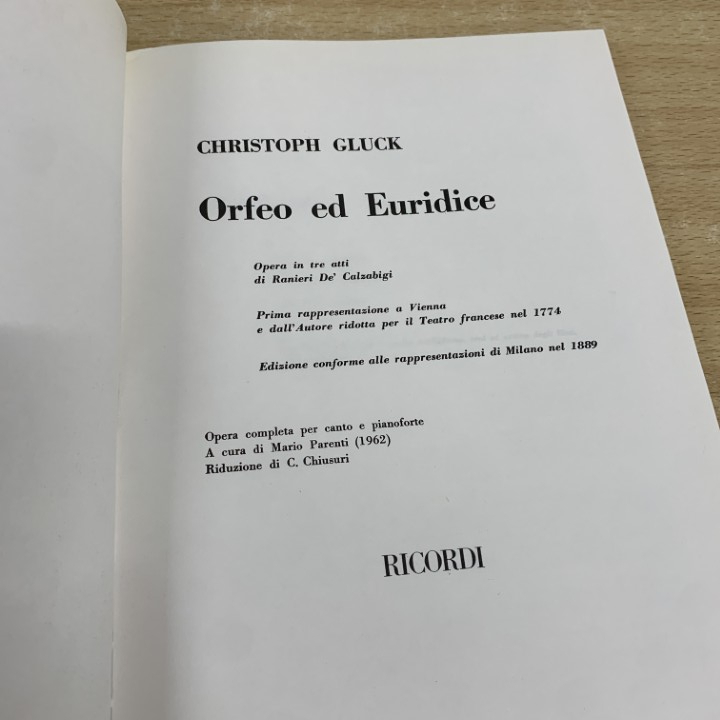 CHRISTOPH GLUCK
Orfeo ed Euridice
Opera in tre atti
di Ranieri De' Calzabigi
Prima rappresentazione a Vienna
e dall'Autore ridotta per il Teatro francese nel 1774
Edizione conforme alle rappresentazioni di Milano nel 1889
Opera completa per canto e pianoforte
A cura di Mario Parenti (1962)
Riduzione di C. Chiusuri
RICORDI